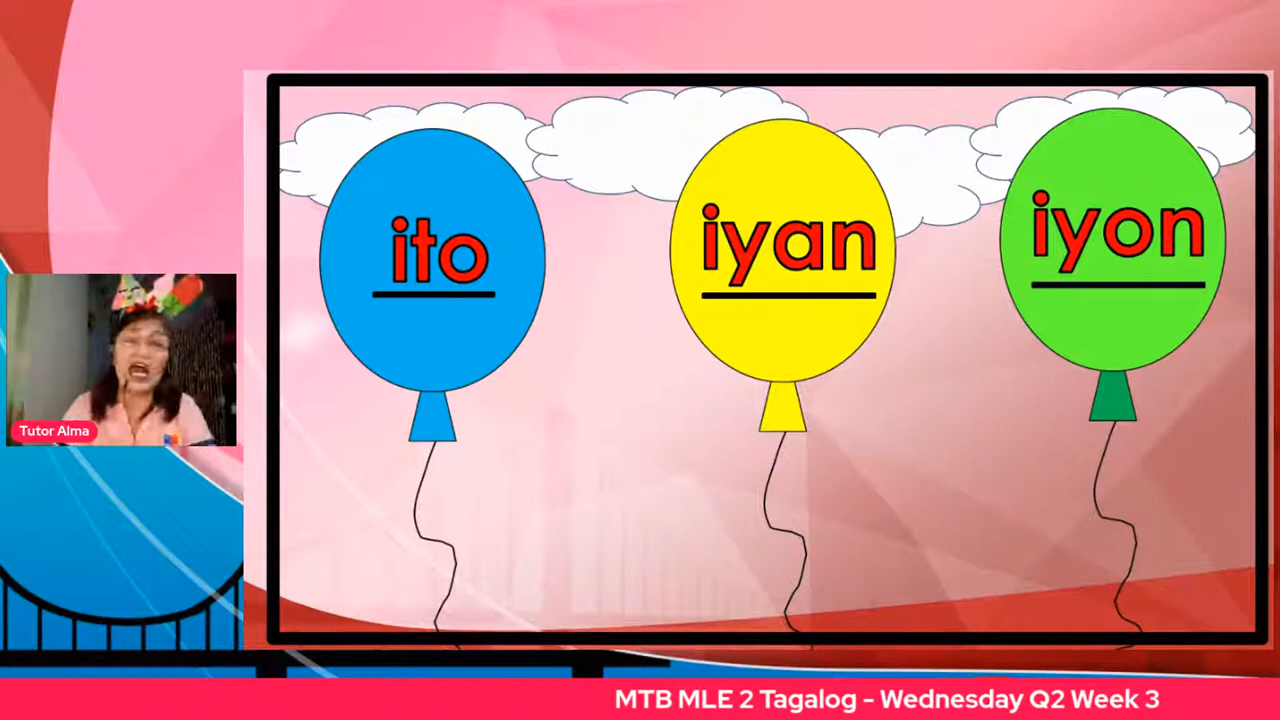 ito
iyan
iyon
Tutor Alma
MTB MLE 2 Tagalog - Wednesday Q2 Week 3